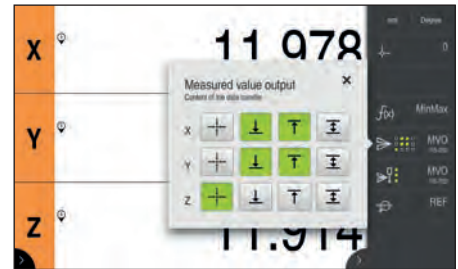 X
11.978
mm Degree
0
Measured value output
Content of the data transfer
X
f(x) MinMax
Y
Y
MVO
MVO
Z
REF
Z
11.914